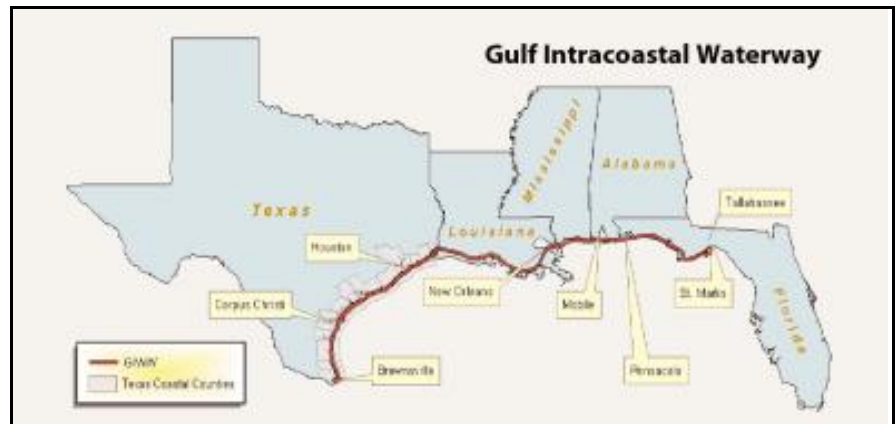 Gulf Intracoastal Waterway
Mississippi
Alabama
Texas
Louisiana
Tallahassee
Houston
New Orleans
Mobile
St. Marks
Florida
Corpus Christi
Pensacola
Brownsville
GIWW
Texas Coastal Counties